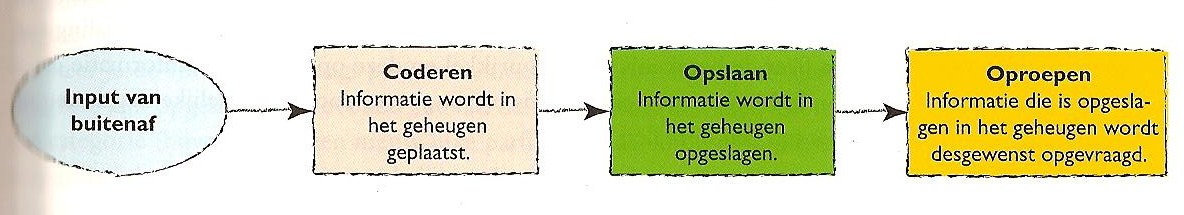 Input van
buitenaf
Coderen
Informatie wordt in
het geheugen
geplaatst.
Opslaan
Informatie wordt in
het geheugen
opgeslagen.
Oproepen
Informatie die is opgesla-
gen in het geheugen wordt
desgewenst opgevraagd.